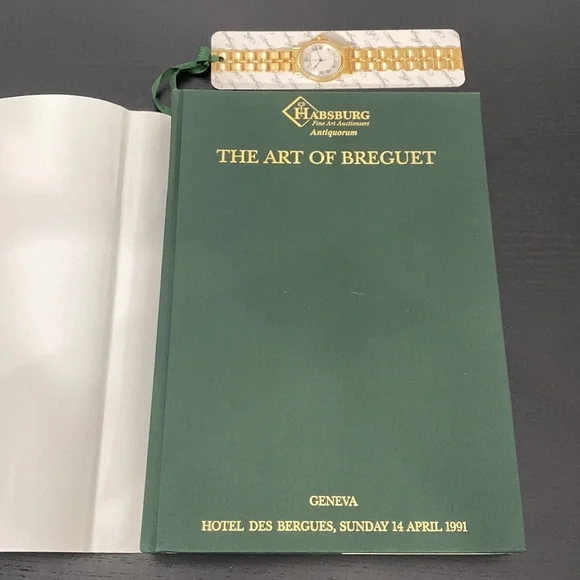 HABSBURG
Fine Art Auctioneers
Antiquorum
THE ART OF BREGUET
GENEVA
HOTEL DES BERGUES, SUNDAY 14 APRIL 1991